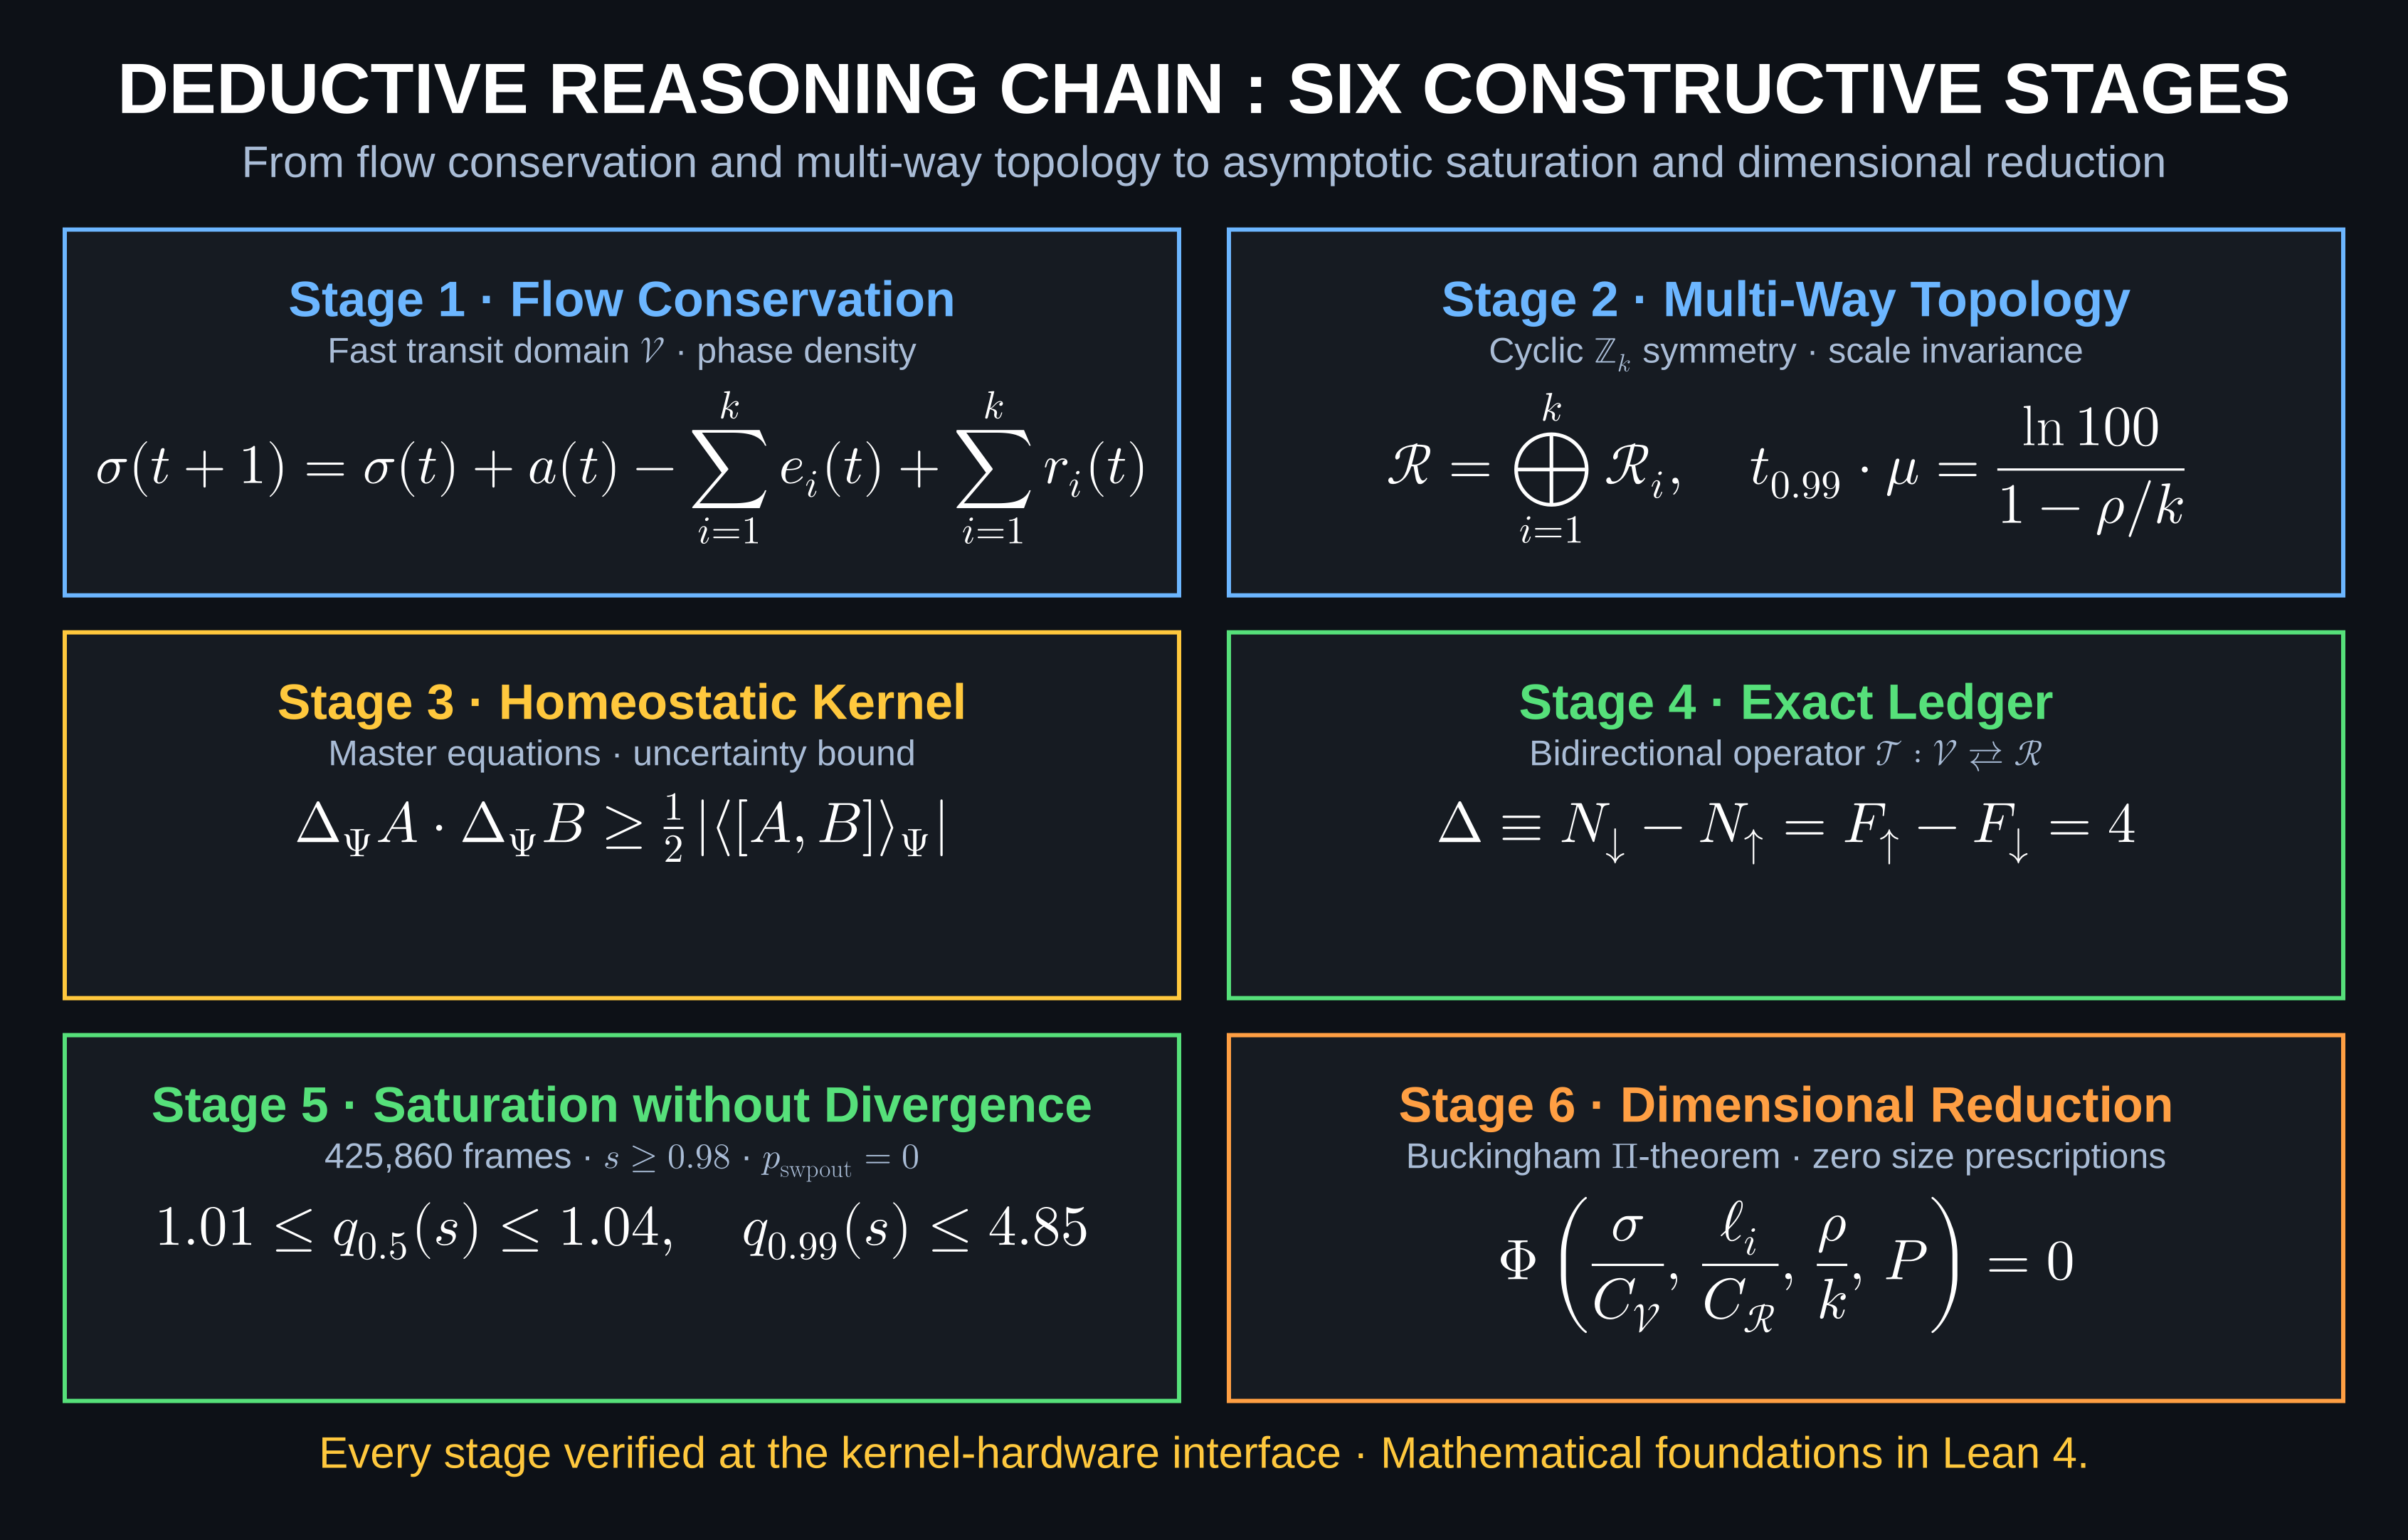 DEDUCTIVE REASONING CHAIN : SIX CONSTRUCTIVE STAGES
From flow conservation and multi-way topology to asymptotic saturation and dimensional reduction
Stage 1 · Flow Conservation
Fast transit domain 𝒱 · phase density
σ(t + 1) = σ(t) + a(t) − ∑_{i=1}^{k} e_i(t) + ∑_{i=1}^{k} r_i(t)
Stage 2 · Multi-Way Topology
Cyclic ℤ_k symmetry · scale invariance
ℛ = ⨁_{i=1}^{k} ℛ_i, t_{0.99} · μ = \frac{ln 100}{1 − ρ/k}
Stage 3 · Homeostatic Kernel
Master equations · uncertainty bound
Δ_Ψ A · Δ_Ψ B ≥ ½ |⟨[A, B]⟩_Ψ|
Stage 4 · Exact Ledger
Bidirectional operator 𝒯 : 𝒱 ⇄ ℛ
Δ ≡ N_↓ − N_↑ = F_↑ − F_↓ = 4
Stage 5 · Saturation without Divergence
425,860 frames · s ≥ 0.98 · p_{swpout} = 0
1.01 ≤ q_{0.5}(s) ≤ 1.04, q_{0.99}(s) ≤ 4.85
Stage 6 · Dimensional Reduction
Buckingham Π-theorem · zero size prescriptions
Φ (σ/C_𝒱, ℓ_i/C_ℛ, ρ/k, P) = 0
Every stage verified at the kernel-hardware interface · Mathematical foundations in Lean 4.